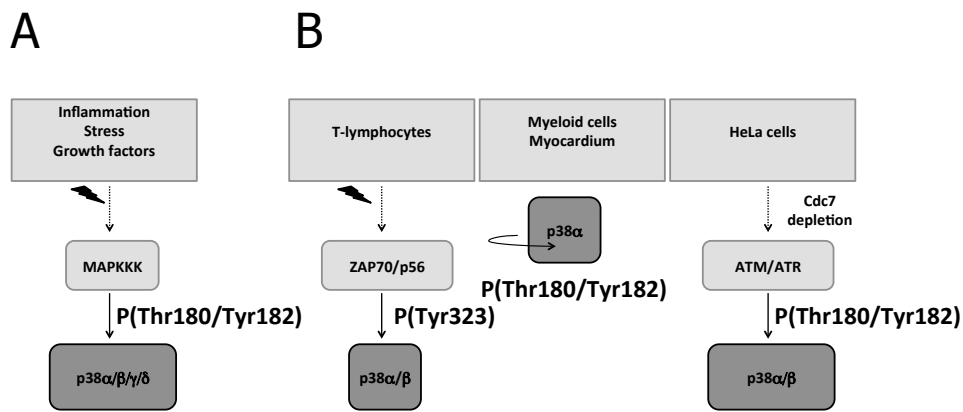 A
B
Inflammation
Stress
Growth factors
T-lymphocytes
Myeloid cells
Myocardium
HeLa cells
Cdc7
depletion
p38α
MAPKKK
ZAP70/p56
ATM/ATR
P(Thr180/Tyr182)
P(Thr180/Tyr182)
P(Tyr323)
P(Thr180/Tyr182)
p38α/β/γ/δ
p38α/β
p38α/β